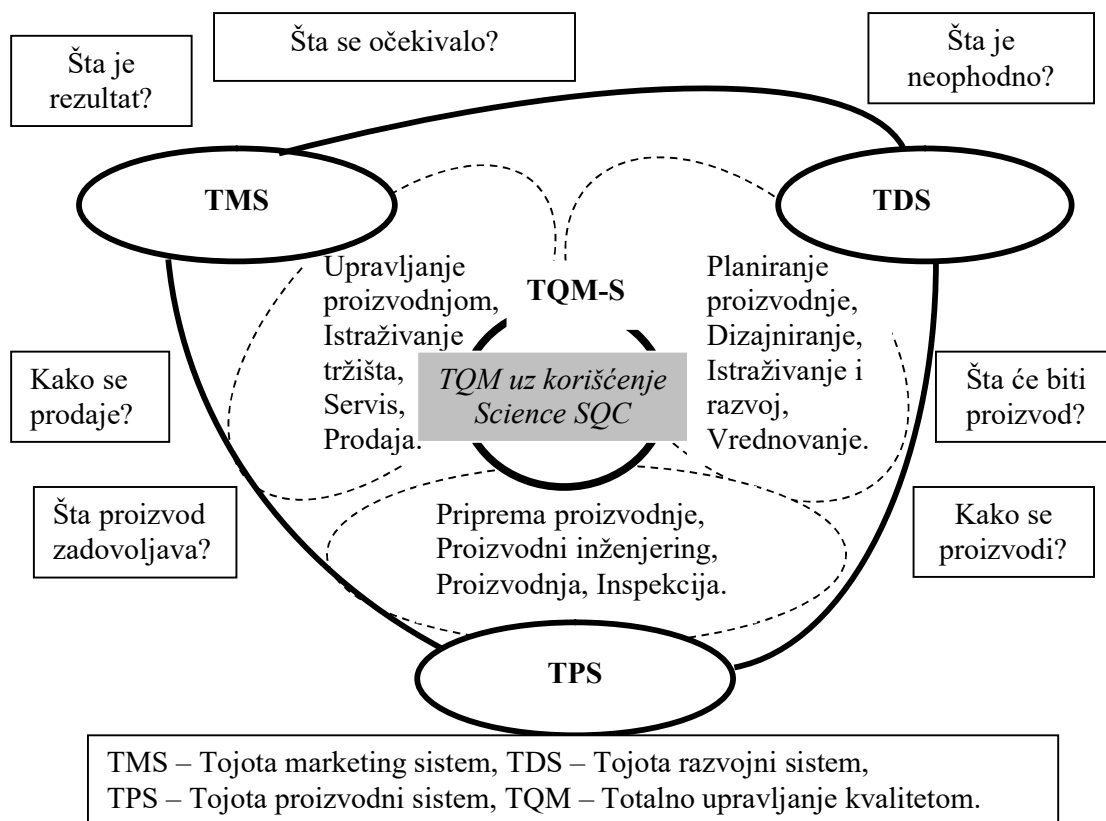 Šta se očekivalo?
Šta je
rezultat?
Šta je
neophodno?
TMS
TDS
Upravljanje
proizvodnjom,
Istraživanje
tržišta,
Servis,
Prodaja.
TQM-S
TQM uz korišćenje
Science SQC
Planiranje
proizvodnje,
Dizajniranje,
Istraživanje i
razvoj,
Vrednovanje.
Kako se
prodaje?
Šta će biti
proizvod?
Šta proizvod
zadovoljava?
Priprema proizvodnje,
Proizvodni inženjering,
Proizvodnja, Inspekcija.
Kako se
proizvodi?
TPS
TMS – Tojota marketing sistem, TDS – Tojota razvojni sistem,
TPS – Tojota proizvodni sistem, TQM – Totalno upravljanje kvalitetom.